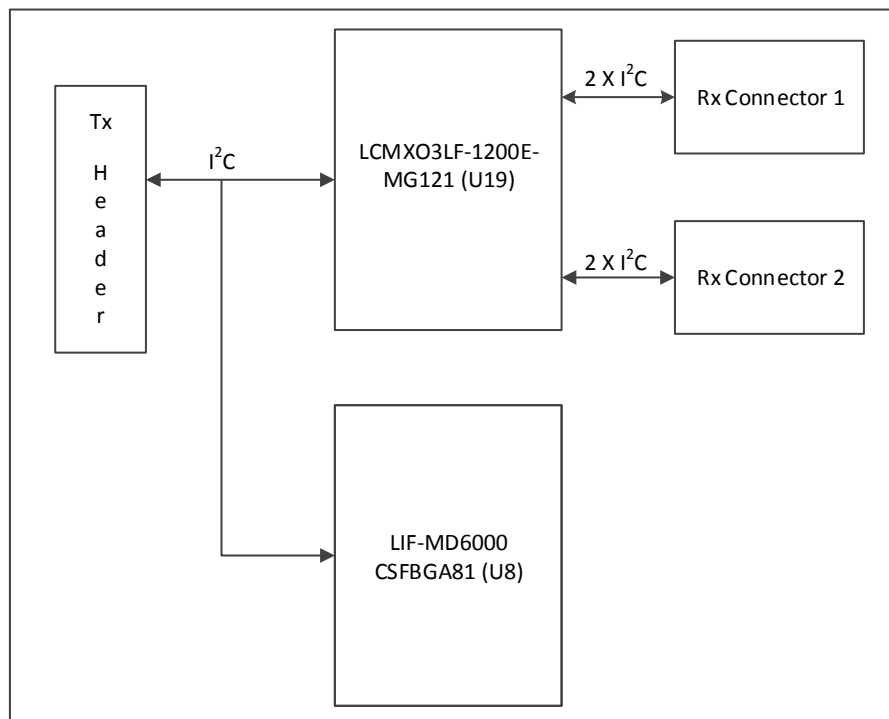 Tx
Header
I²C
LCMXO3LF-1200E-
MG121 (U19)
2 X I²C
Rx Connector 1
2 X I²C
Rx Connector 2
LIF-MD6000
CSFBGA81 (U8)